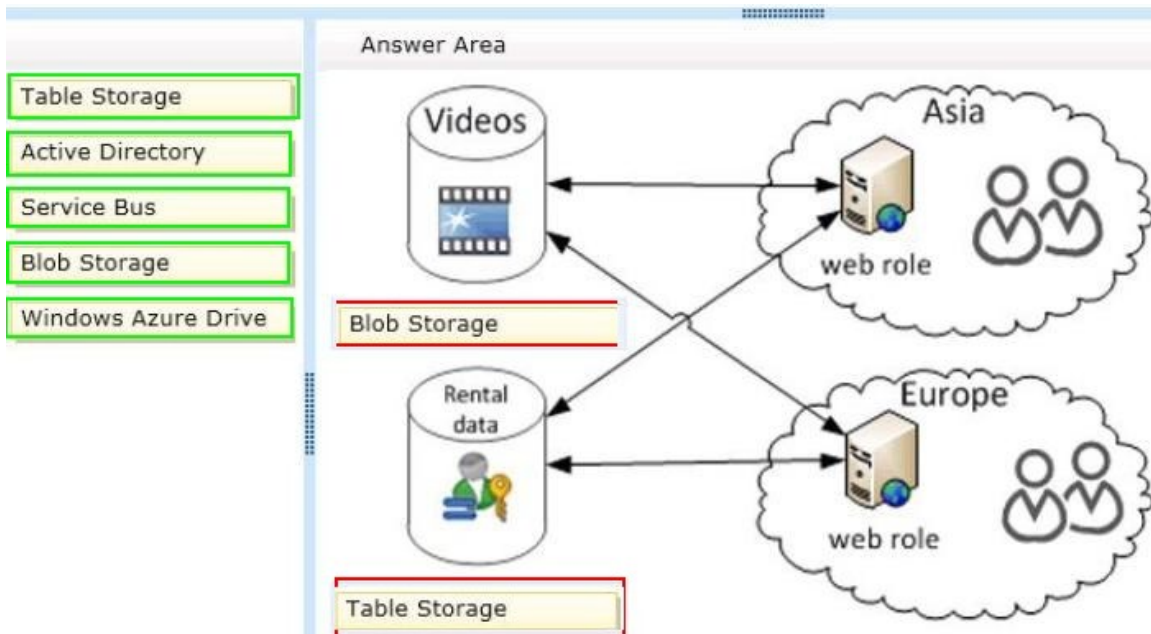 Table Storage
Active Directory
Service Bus
Blob Storage
Windows Azure Drive
Answer Area
Videos
Blob Storage
Rental
data
Table Storage
Asia
web role
Europe
web role